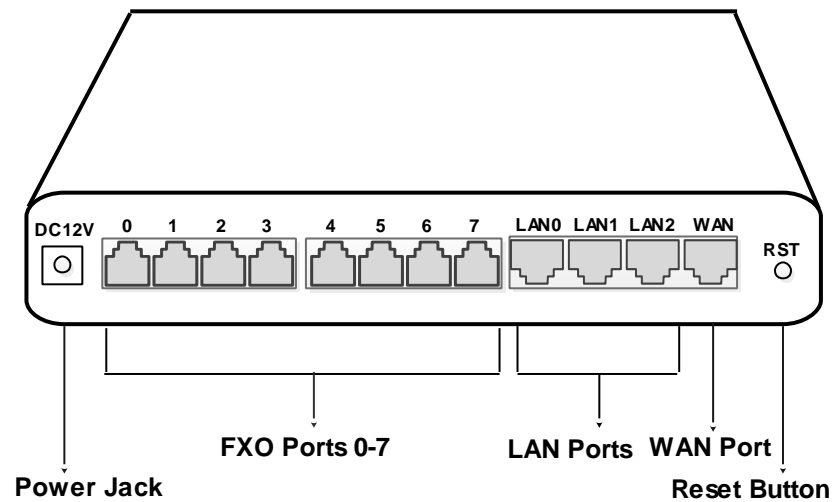 DC12V 0 1 2 3 4 5 6 7 LAN0 LAN1 LAN2 WAN
RST
FXO Ports 0-7 LAN Ports WAN Port
Power Jack Reset Button